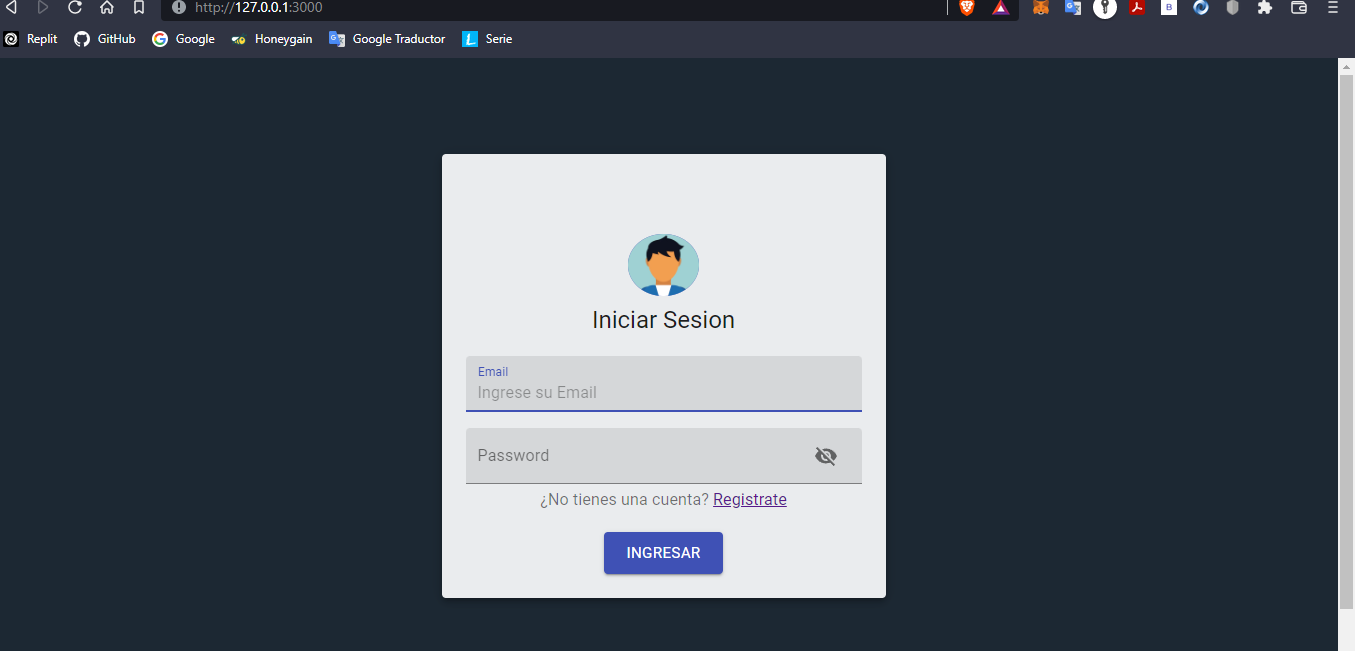 http://127.0.0.1:3000
Replit GitHub Google Honeygain Google Traductor Serie
Iniciar Sesion
Email
Ingrese su Email
Password
¿No tienes una cuenta? Registrate
INGRESAR